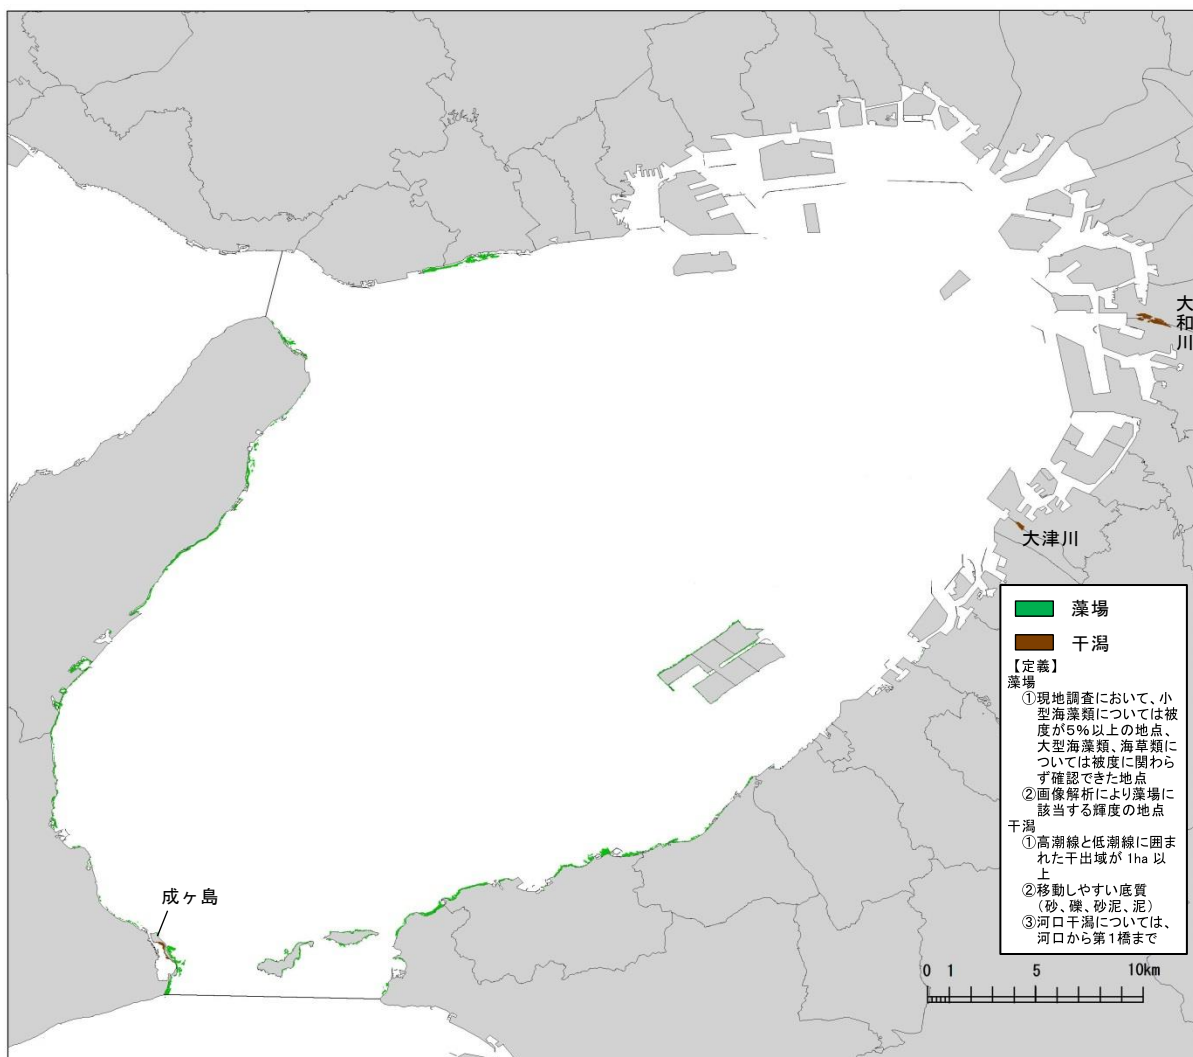 大
和
川
大津川
藻場
干潟
【定義】
藻場
①現地調査において、小
型海藻類については被
度が5%以上の地点、
大型海藻類、海草類に
ついては被度に関わら
ず確認できた地点
②画像解析により藻場に
該当する輝度の地点
干潟
①高潮線と低潮線に囲ま
れた干出域が 1ha 以
上
②移動しやすい底質
（砂、礫、砂泥、泥）
③河口干潟については、
河口から第1橋まで
成ヶ島
0 1 5 10km